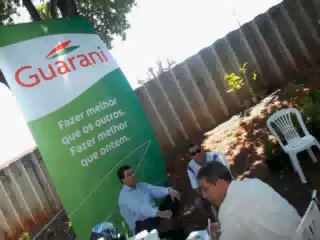 Guarani
Fazer melhor
que os outros.
Fazer melhor
que ontem.